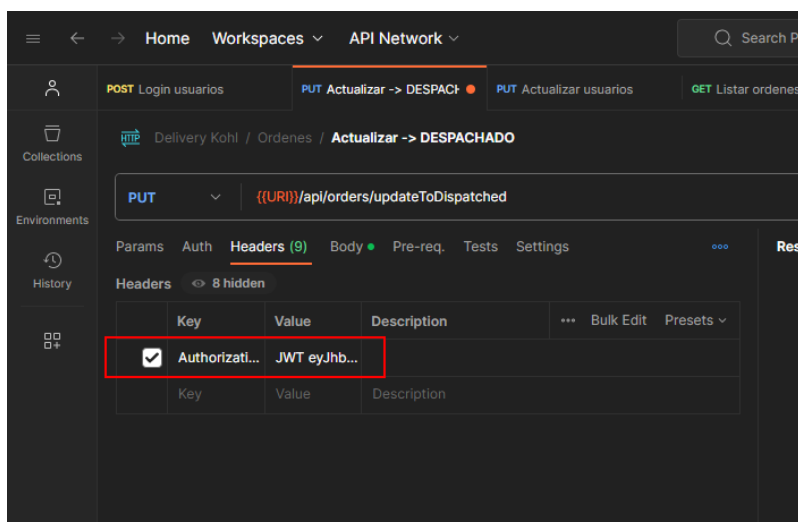 Home Workspaces API Network Search P
POST Login usuarios PUT Actualizar -> DESPACH PUT Actualizar usuarios GET Listar ordenes
Collections
Environments
History
HTTP Delivery Kohl / Ordenes / Actualizar -> DESPACHADO
PUT {{URI}}/api/orders/updateToDispatched
Params Auth Headers (9) Body Pre-req. Tests Settings Res
Headers 8 hidden
Key Value Description Bulk Edit Presets
Authorizati... JWT eyJhb...
Key Value Description